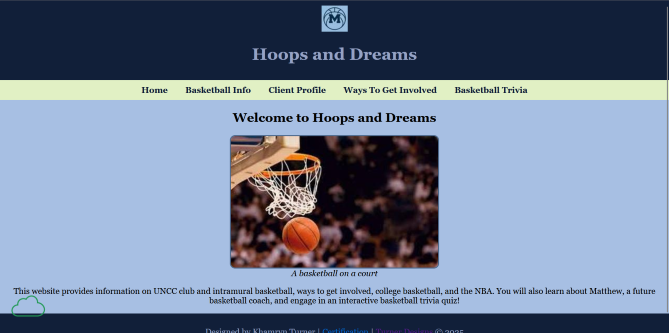 M
Hoops and Dreams
Home Basketball Info Client Profile Ways To Get Involved Basketball Trivia
Welcome to Hoops and Dreams
A basketball on a court
This website provides information on UNCC club and intramural basketball, ways to get involved, college basketball, and the NBA. You will also learn about Matthew, a future
basketball coach, and engage in an interactive basketball trivia quiz!
Designed by Khamryn Turner | Certification | © 2025